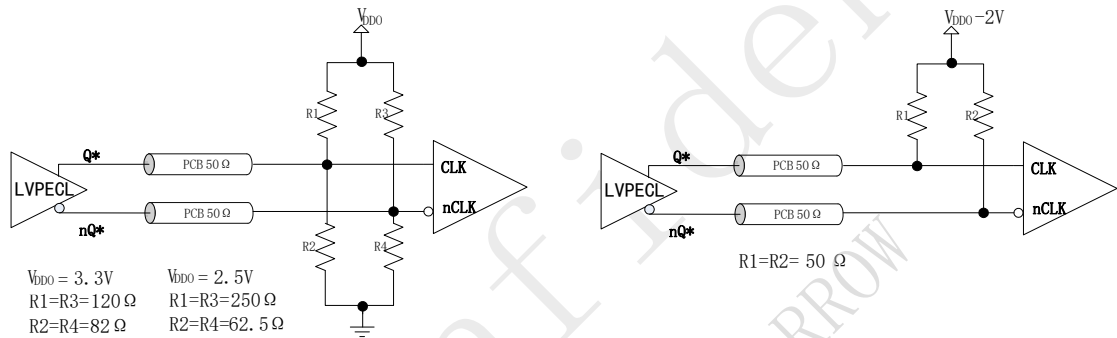 VDDO
R1
R3
Q*
PCB 50 Ω
CLK
LVPECL
PCB 50 Ω
nCLK
nQ*
R2
R4
VDDO = 3.3V
R1=R3=120 Ω
R2=R4=82 Ω
VDDO = 2.5V
R1=R3=250 Ω
R2=R4=62.5 Ω
VDDO-2V
R1
R2
Q*
PCB 50 Ω
CLK
LVPECL
PCB 50 Ω
nCLK
nQ*
R1=R2= 50 Ω